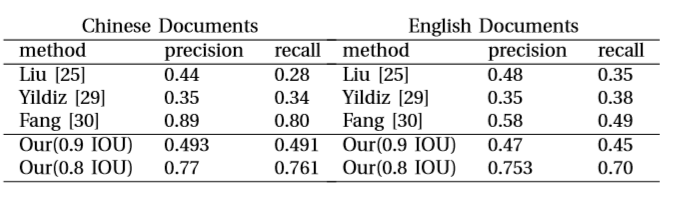 Chinese Documents English Documents
method precision recall method precision recall
Liu [25] 0.44 0.28 Liu [25] 0.48 0.35
Yildiz [29] 0.35 0.34 Yildiz [29] 0.35 0.38
Fang [30] 0.89 0.80 Fang [30] 0.58 0.49
Our(0.9 IOU) 0.493 0.491 Our(0.9 IOU) 0.47 0.45
Our(0.8 IOU) 0.77 0.761 Our(0.8 IOU) 0.753 0.70